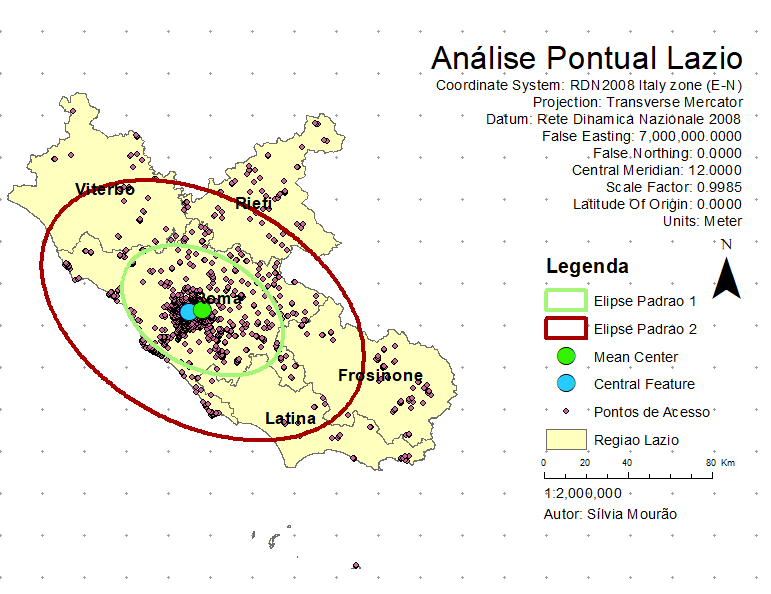 Análise Pontual Lazio
Coordinate System: RDN2008 Italy zone (E-N)
Projection: Transverse Mercator
Datum: Rete Dinamica Nazionale 2008
False Easting: 7,000,000.0000
False Northing: 0.0000
Central Meridian: 12.0000
Scale Factor: 0.9985
Latitude Of Origin: 0.0000
Units: Meter
Viterbo
Rieti
Roma
Frosinone
Latina
N
Legenda
Elipse Padrao 1
Elipse Padrao 2
Mean Center
Central Feature
Pontos de Acesso
Regiao Lazio
0 20 40 80 Km
1:2,000,000
Autor: Sílvia Mourão